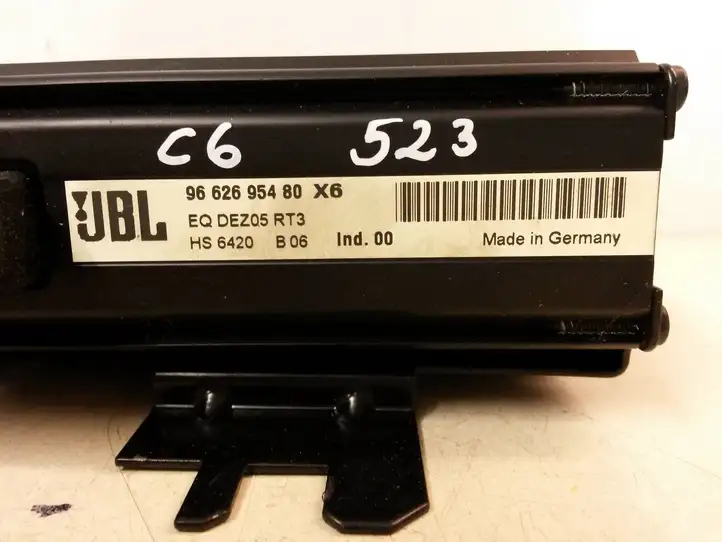 C6 523
JBL
96 626 954 80 X6
EQ DEZ05 RT3
HS 6420 B 06 Ind. 00
Made in Germany